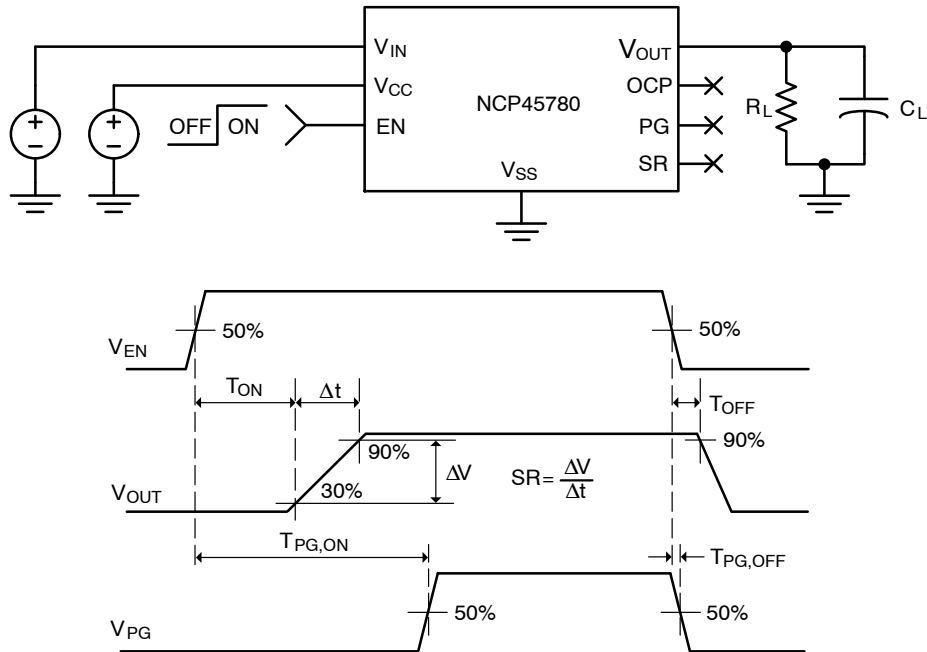 V_IN
V_OUT
V_CC
OCP
NCP45780
R_L
C_L
OFF
ON
EN
PG
SR
V_SS
+
−
+
−
+
50%
50%
V_EN
T_ON
Δt
T_OFF
90%
90%
ΔV
SR = ΔV/Δt
30%
V_OUT
T_PG,ON
T_PG,OFF
50%
50%
V_PG